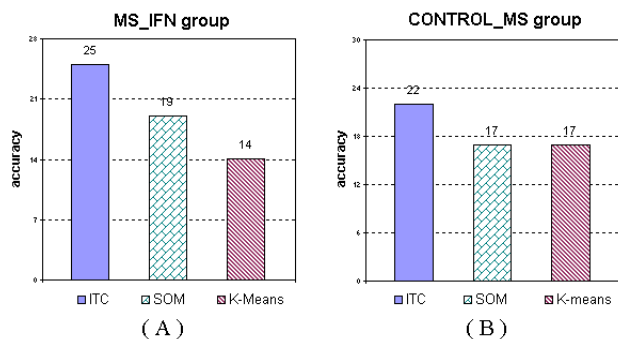 MS_IFN group
28
21
14
7
0
accuracy
25
19
14
ITC SOM K-Means
( A )
CONTROL_MS group
30
24
18
12
6
0
accuracy
22
17
17
ITC SOM K-means
( B )